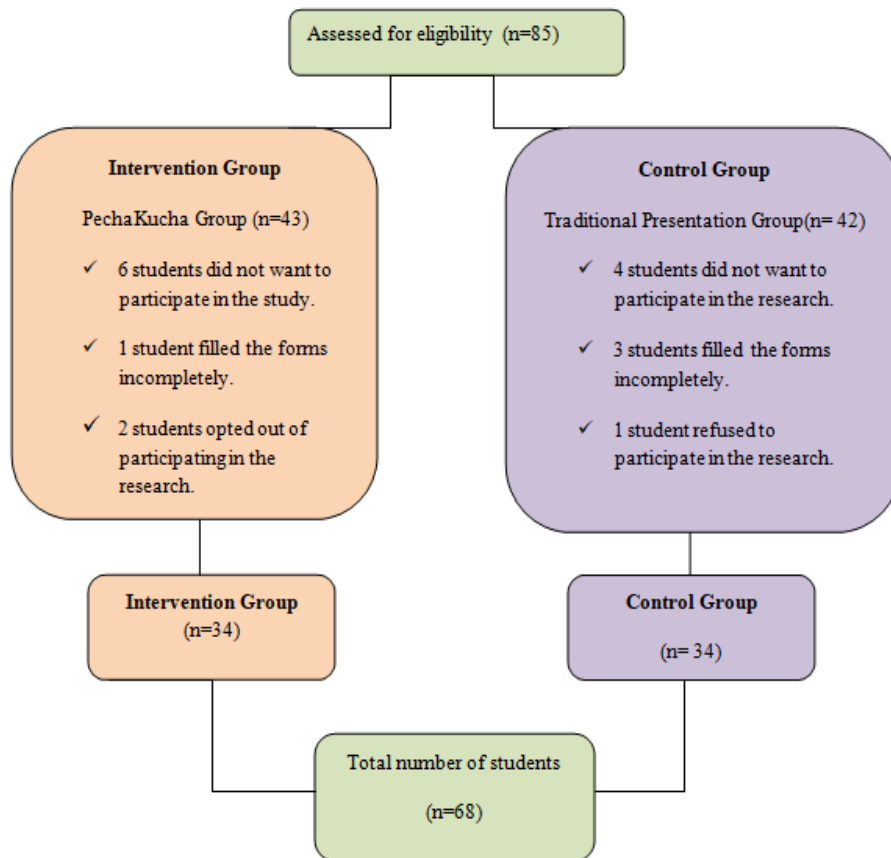 Assessed for eligibility (n=85)
Intervention Group
PechaKucha Group (n=43)
✓ 6 students did not want to
participate in the study.
✓ 1 student filled the forms
incompletely.
✓ 2 students opted out of
participating in the
research.
Control Group
Traditional Presentation Group(n= 42)
✓ 4 students did not want to
participate in the research.
✓ 3 students filled the forms
incompletely.
✓ 1 student refused to
participate in the research.
Intervention Group
(n=34)
Control Group
(n= 34)
Total number of students
(n=68)